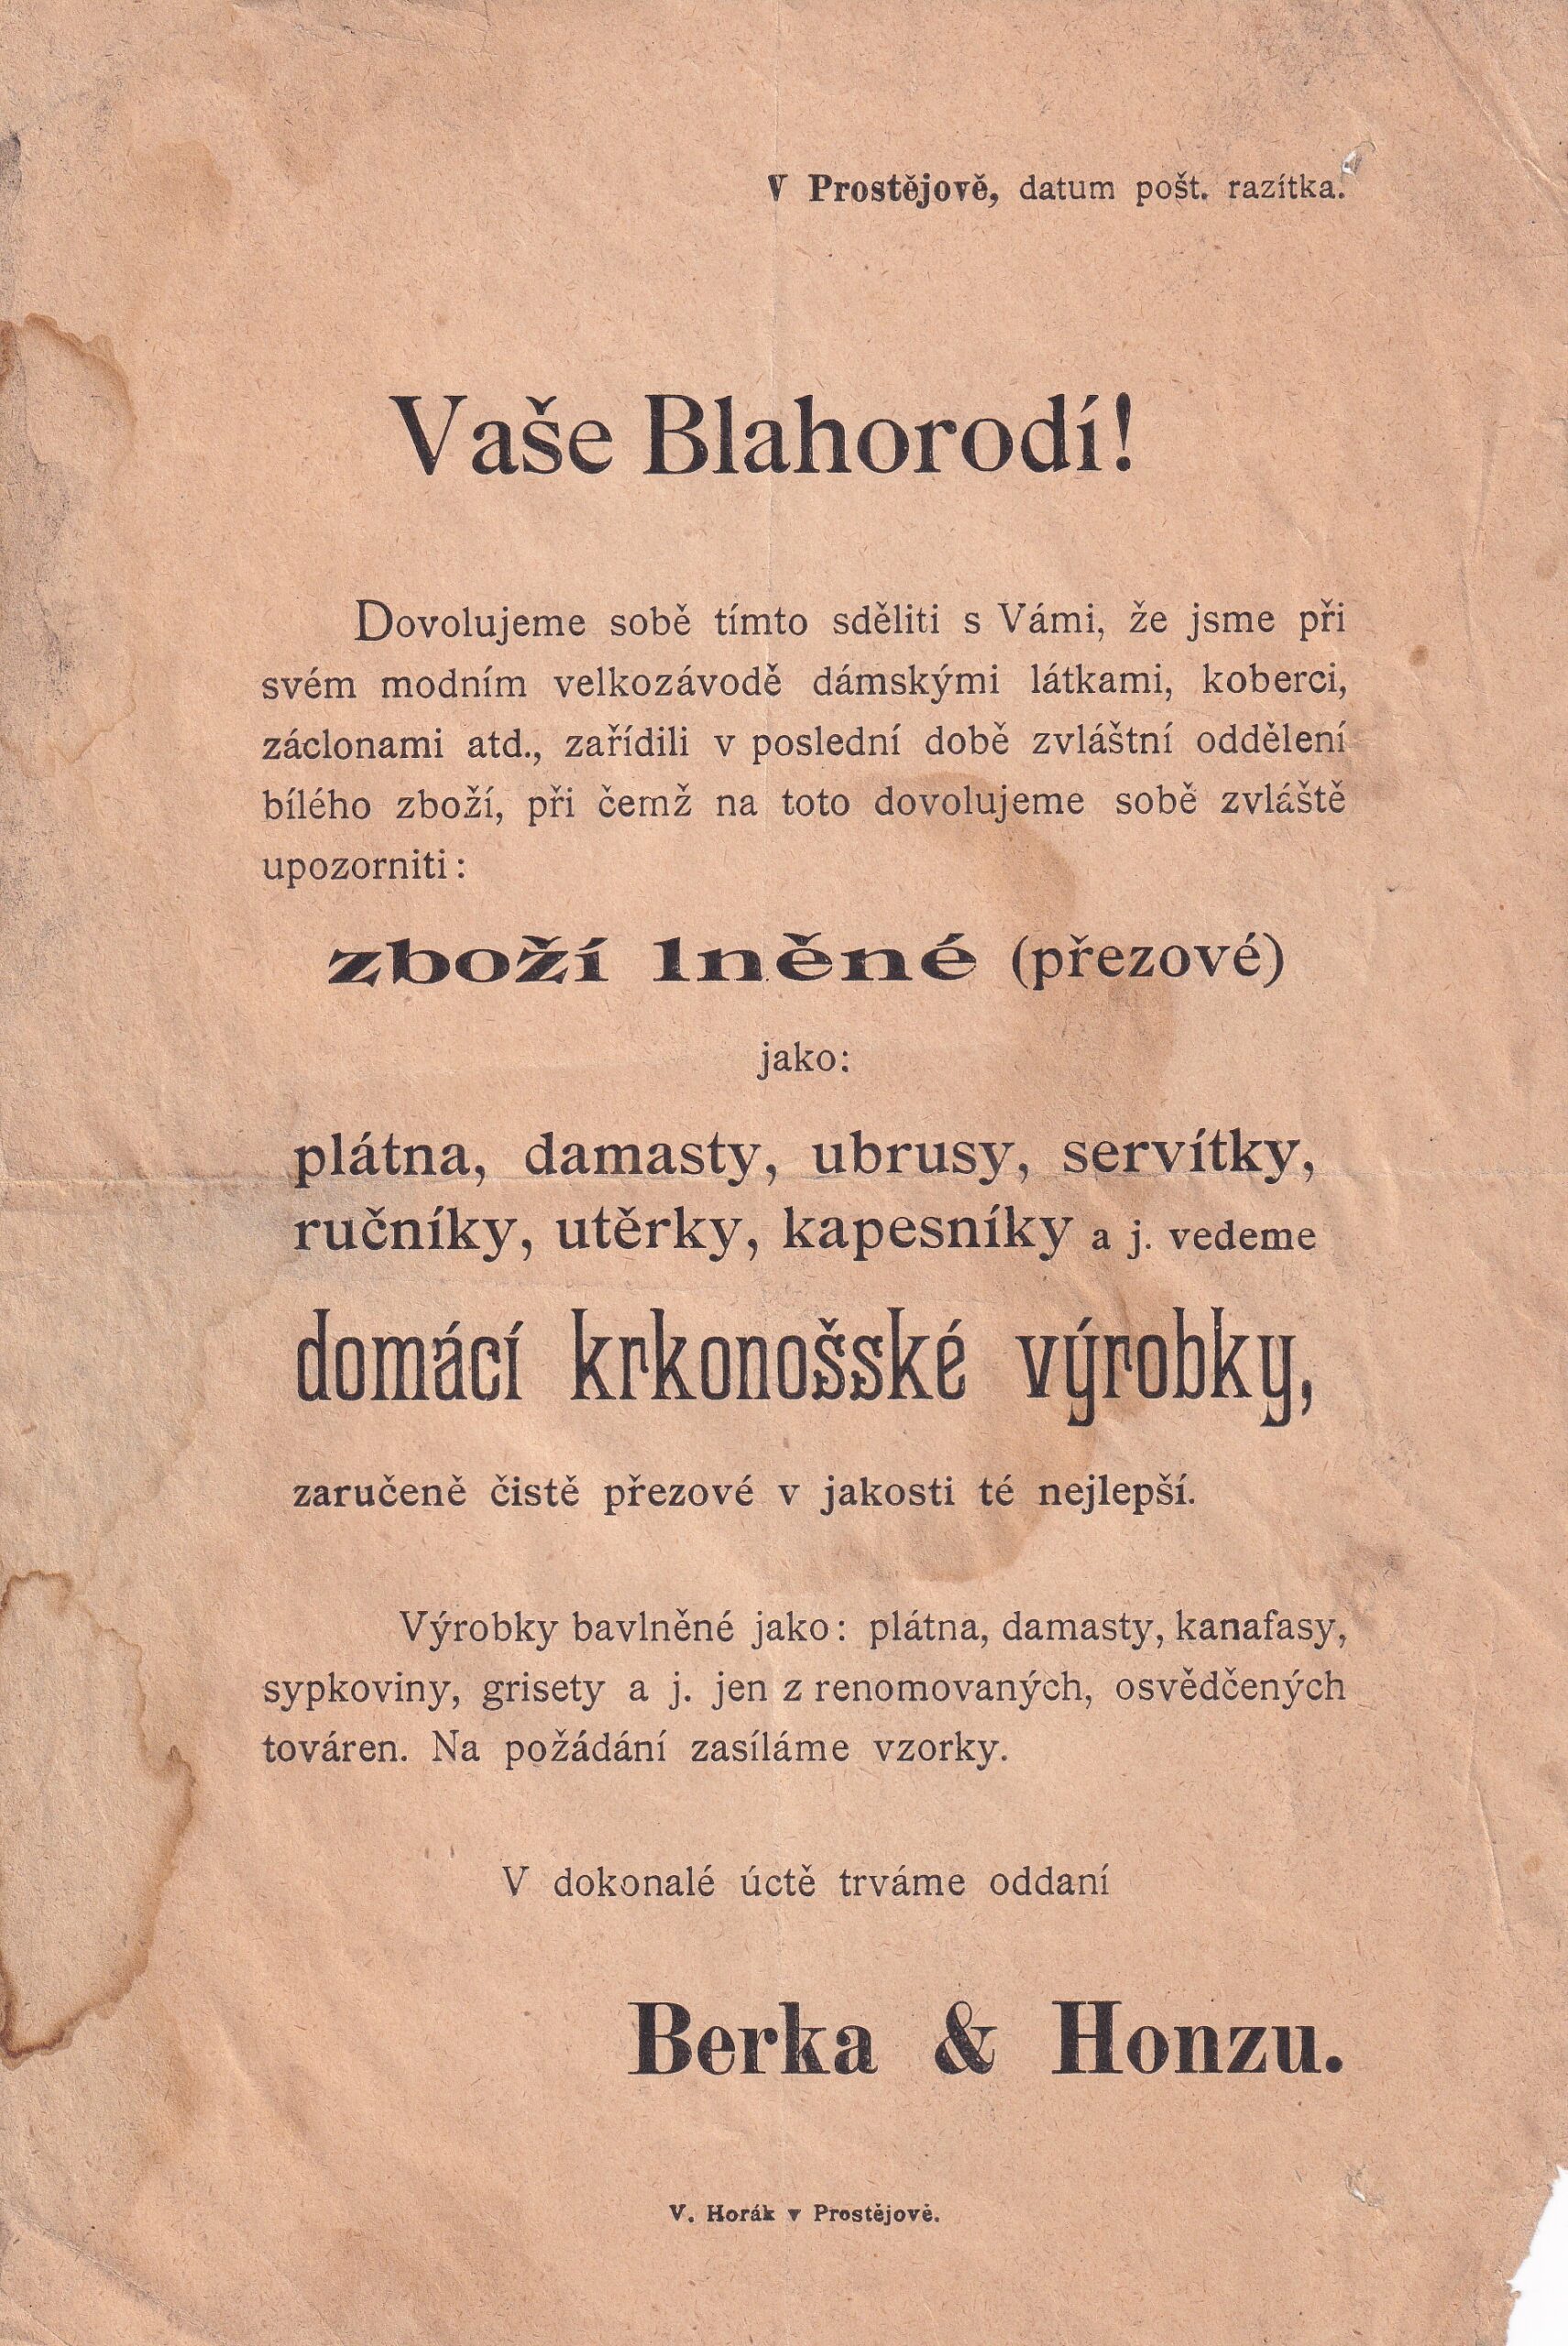 V Prostějově, datum pošt. razítka.
Vaše Blahorodí!
Dovolujeme sobě tímto sděliti s Vámi, že jsme při
svém modním velkozávodě dámskými látkami, koberci,
záclonami atd., zařídili v poslední době zvláštní oddělení
bílého zboží, při čemž na toto dovolujeme sobě zvláště
upozorniti:
zboží lněné (přezové)
jako:
plátna, damasty, ubrusy, servítky,
ručníky, utěrky, kapesníky a j. vedeme
domácí krkonošské výrobky,
zaručeně čistě přezové v jakosti té nejlepší.
Výrobky bavlněné jako: plátna, damasty, kanafasy,
sypkoviny, grisety a j. jen z renomovaných, osvědčených
továren. Na požádání zasíláme vzorky.
V dokonalé úctě trváme oddaní
Berka & Honzu.
V. Horák v Prostějově.